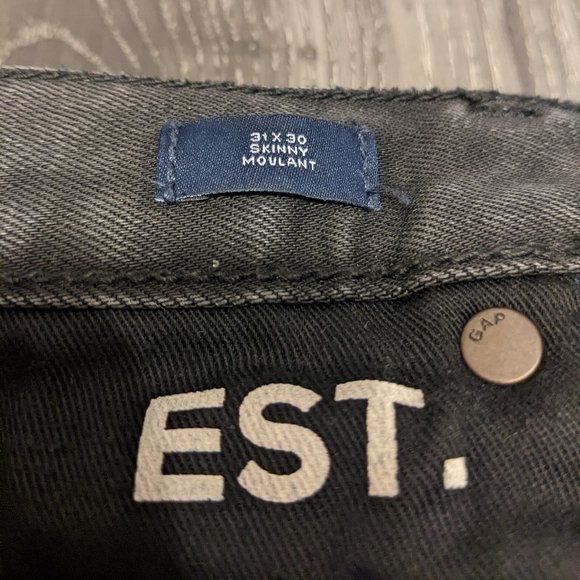 31 X 30
SKINNY
MOULANT
GAP
EST.